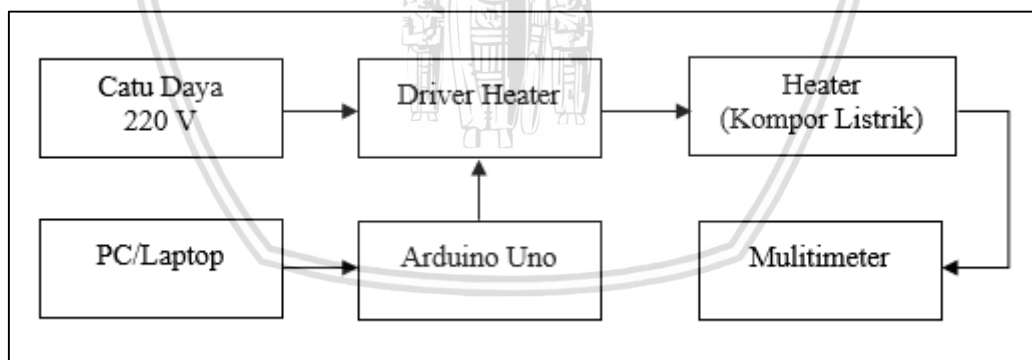 Catu Daya
220 V
Driver Heater
Heater
(Kompor Listrik)
PC/Laptop
Arduino Uno
Mulitimeter